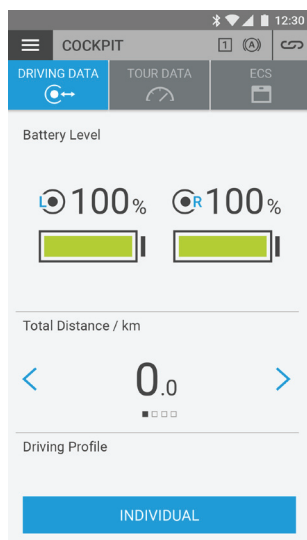 12:30
COCKPIT 1 (A)
DRIVING DATA TOUR DATA ECS
Battery Level
L 100% R 100%
Total Distance / km
0.0
Driving Profile
INDIVIDUAL